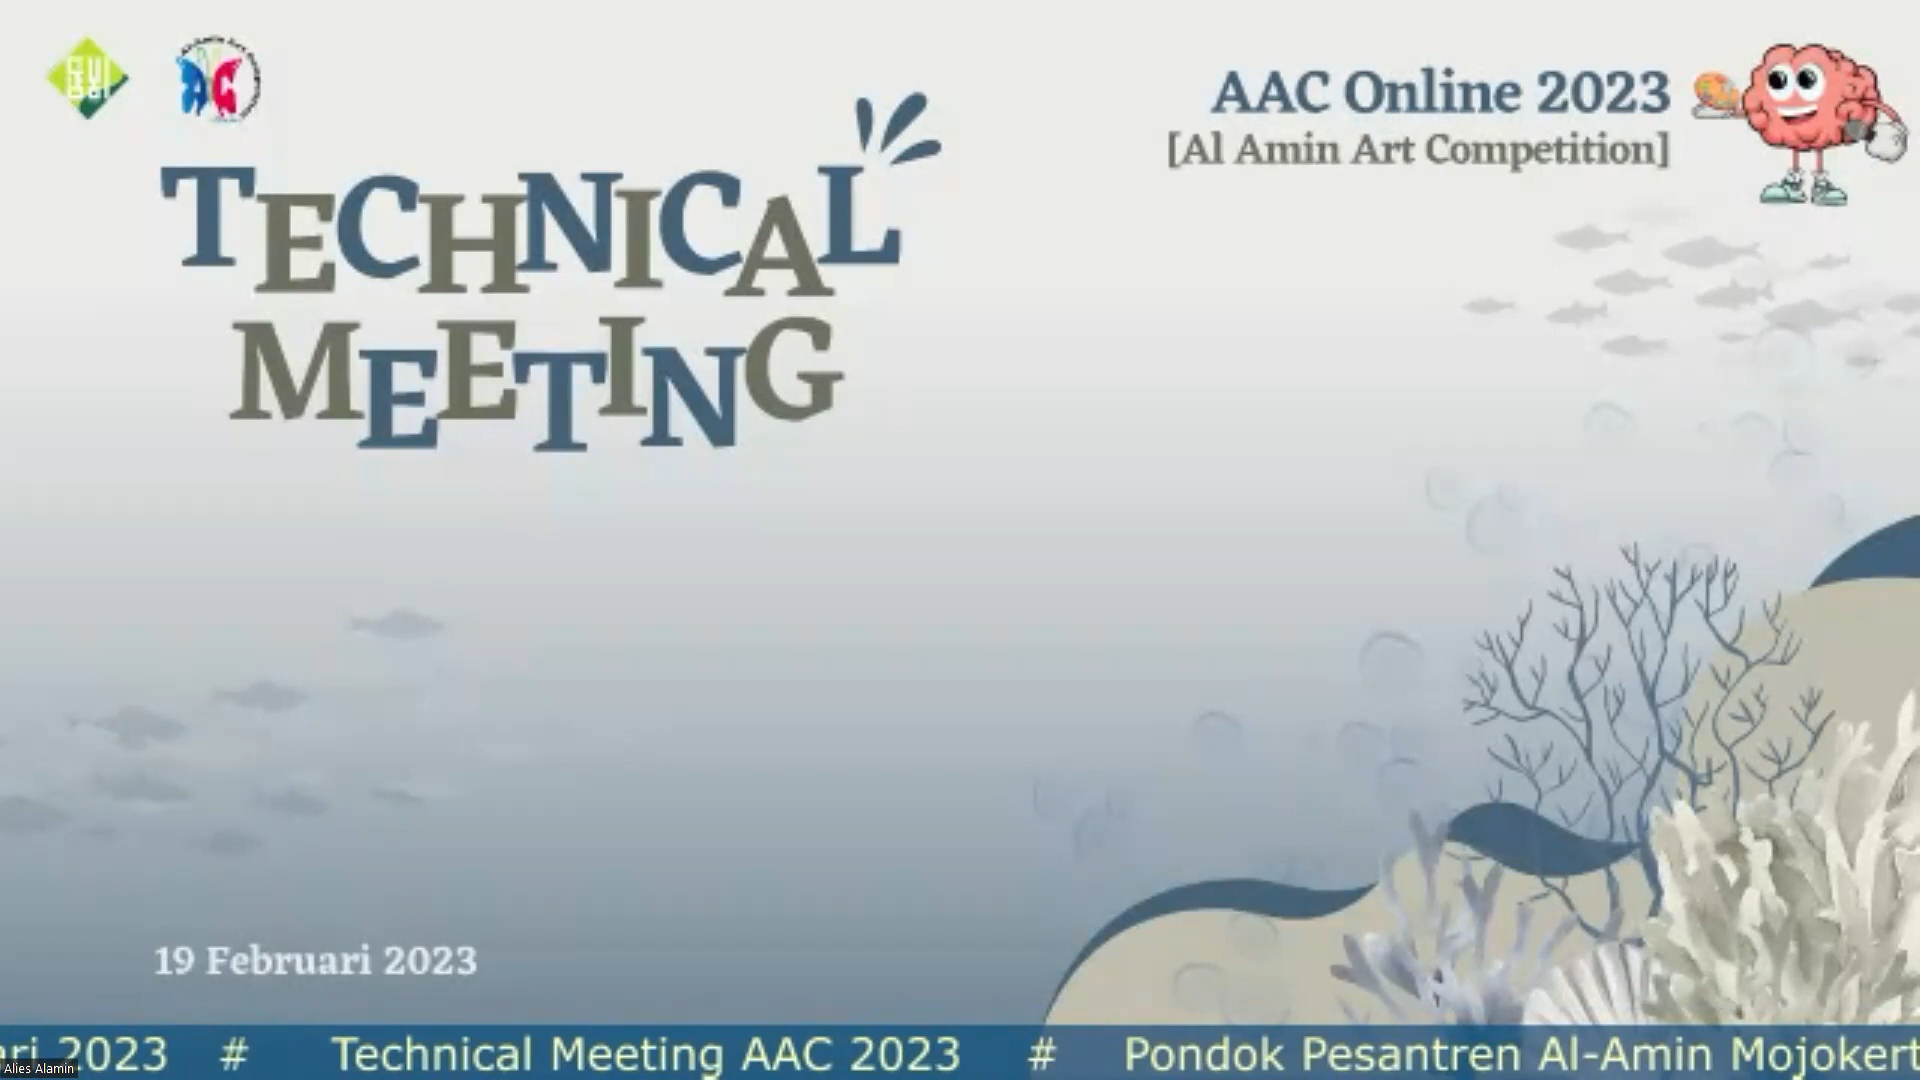 AAC Online 2023
[Al Amin Art Competition]
TECHNICAL
MEETING
19 Februari 2023
ari 2023 # Technical Meeting AAC 2023 # Pondok Pesantren Al-Amin Mojokert
Alies Alamin